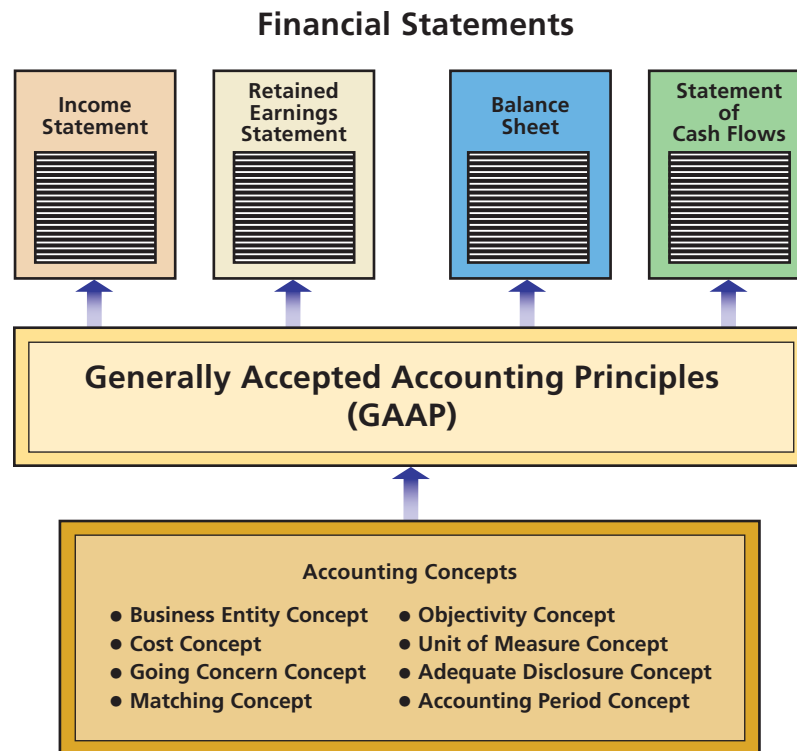 Financial Statements
Income
Statement
Retained
Earnings
Statement
Balance
Sheet
Statement
of
Cash Flows
Generally Accepted Accounting Principles
(GAAP)
Accounting Concepts
● Business Entity Concept
● Cost Concept
● Going Concern Concept
● Matching Concept
● Objectivity Concept
● Unit of Measure Concept
● Adequate Disclosure Concept
● Accounting Period Concept